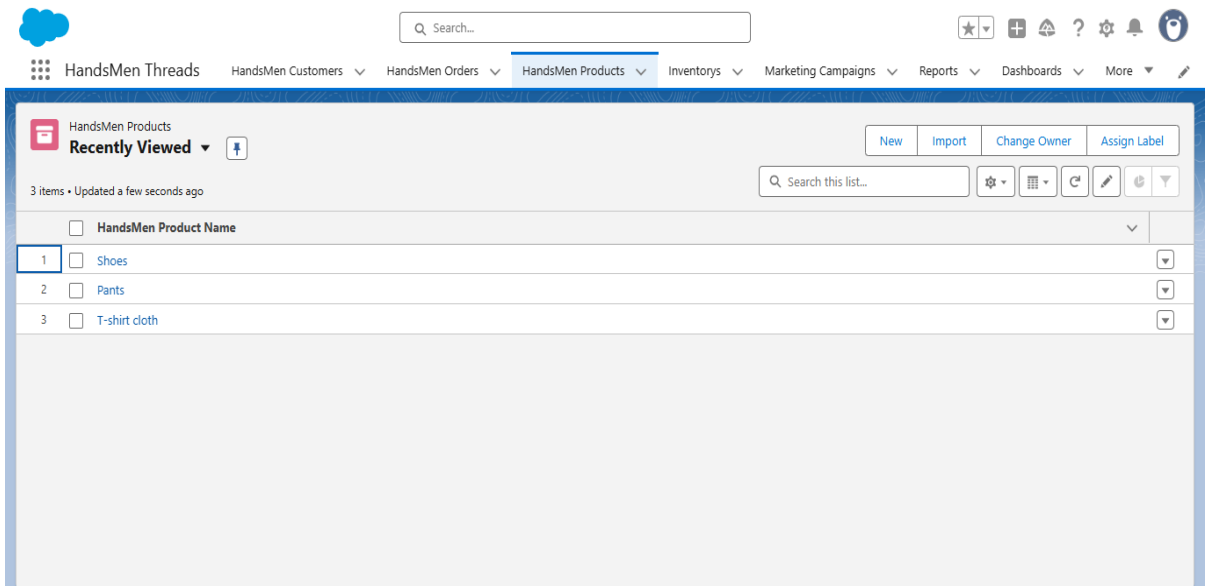 Search...
HandsMen Threads HandsMen Customers HandsMen Orders HandsMen Products Inventorys Marketing Campaigns Reports Dashboards More
HandsMen Products
Recently Viewed
New Import Change Owner Assign Label
3 items • Updated a few seconds ago
Search this list...
HandsMen Product Name
1 Shoes
2 Pants
3 T-shirt cloth